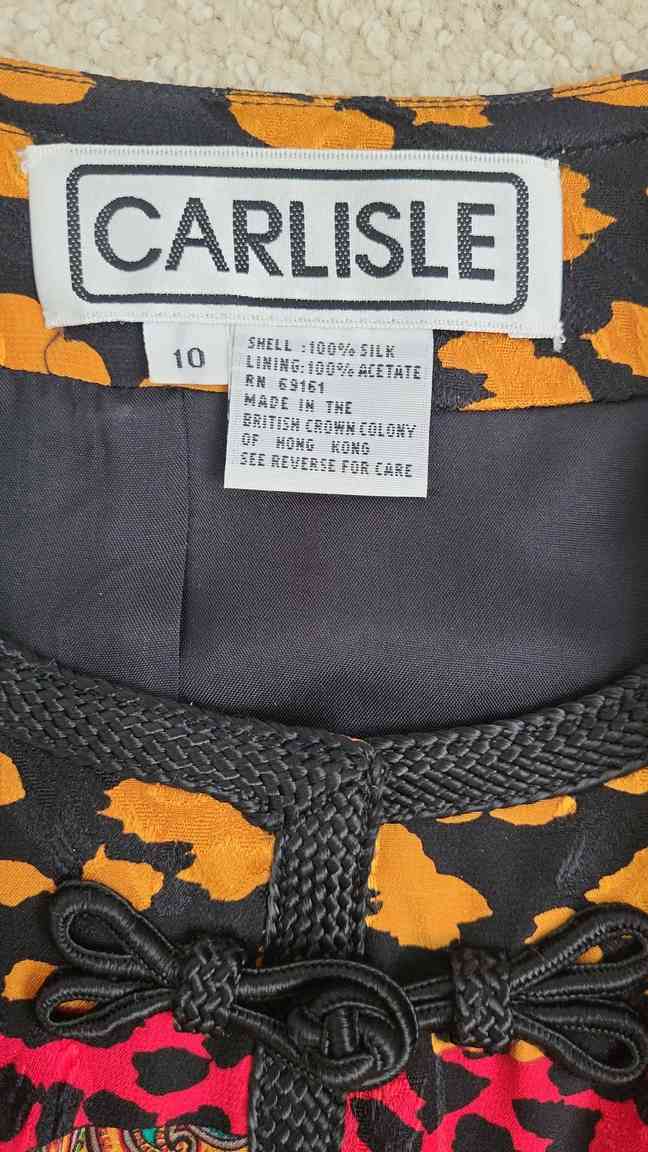 CARLISLE
10
SHELL :100% SILK
LINING:100% ACETATE
RN 69161
MADE IN THE
BRITISH CROWN COLONY
OF HONG KONG
SEE REVERSE FOR CARE